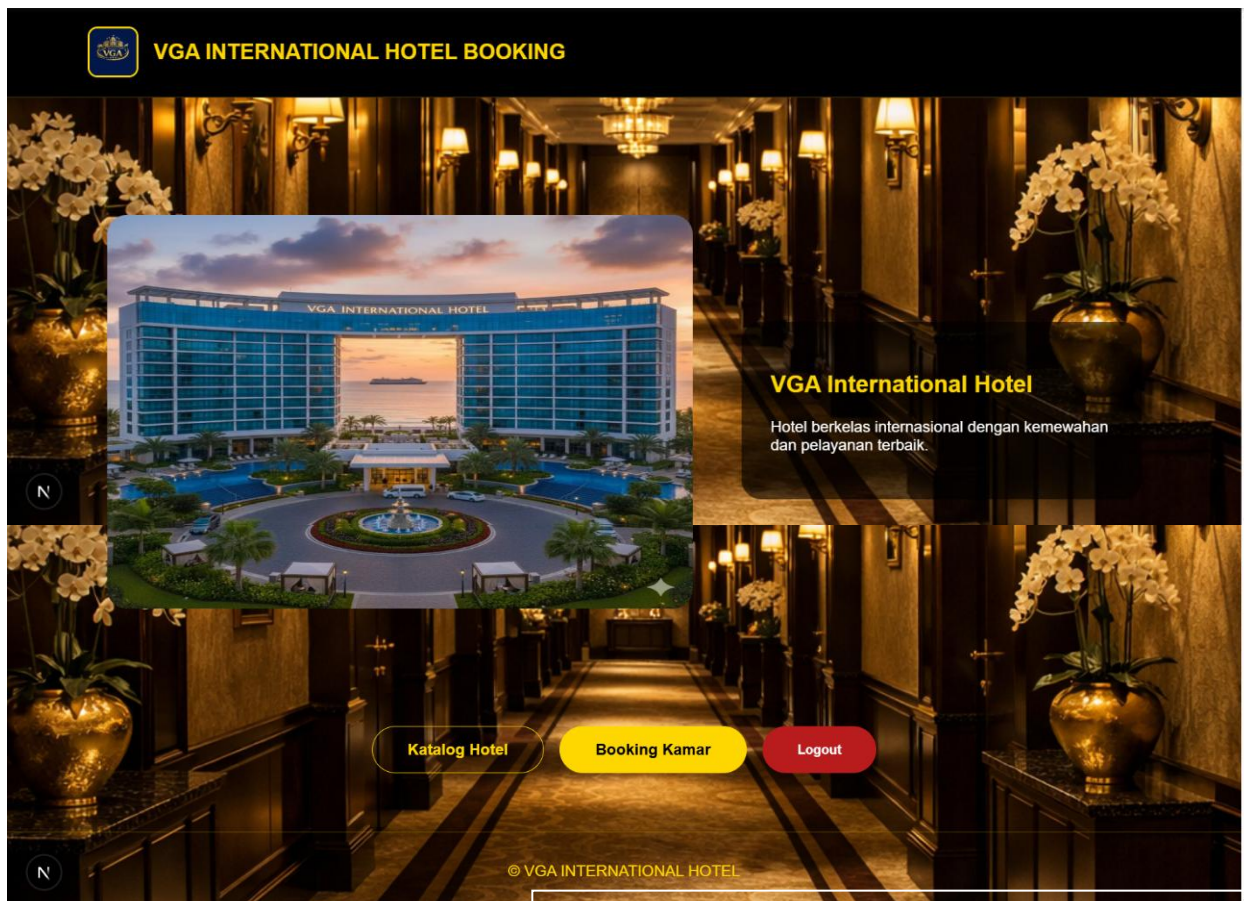 VGA
VGA INTERNATIONAL HOTEL BOOKING
VGA INTERNATIONAL HOTEL
VGA International Hotel
Hotel berkelas internasional dengan kemewahan
dan pelayanan terbaik.
N
Katalog Hotel
Booking Kamar
Logout
N
© VGA INTERNATIONAL HOTEL